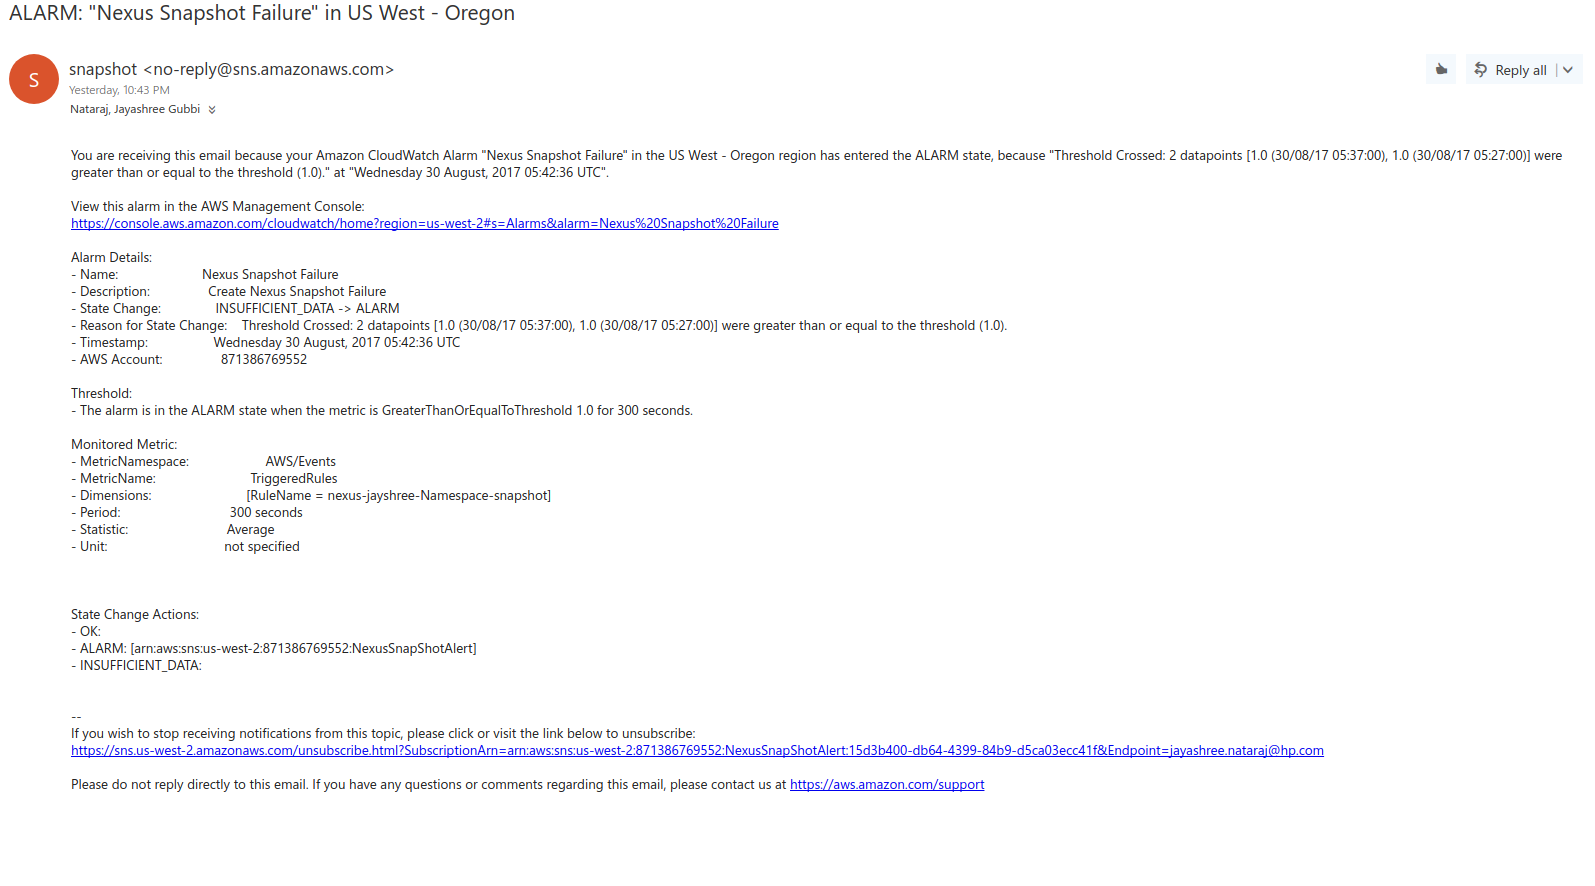 ALARM: "Nexus Snapshot Failure" in US West - Oregon
S
snapshot <no-reply@sns.amazonaws.com>
Reply all
Yesterday, 10:43 PM
Nataraj, Jayashree Gubbi
You are receiving this email because your Amazon CloudWatch Alarm "Nexus Snapshot Failure" in the US West - Oregon region has entered the ALARM state, because "Threshold Crossed: 2 datapoints [1.0 (30/08/17 05:37:00), 1.0 (30/08/17 05:27:00)] were
greater than or equal to the threshold (1.0)." at "Wednesday 30 August, 2017 05:42:36 UTC".
View this alarm in the AWS Management Console:
https://console.aws.amazon.com/cloudwatch/home?region=us-west-2#s=Alarms&alarm=Nexus%20Snapshot%20Failure
Alarm Details:
- Name: Nexus Snapshot Failure
- Description: Create Nexus Snapshot Failure
- State Change: INSUFFICIENT_DATA -> ALARM
- Reason for State Change: Threshold Crossed: 2 datapoints [1.0 (30/08/17 05:37:00), 1.0 (30/08/17 05:27:00)] were greater than or equal to the threshold (1.0).
- Timestamp: Wednesday 30 August, 2017 05:42:36 UTC
- AWS Account: 871386769552
Threshold:
- The alarm is in the ALARM state when the metric is GreaterThanOrEqualToThreshold 1.0 for 300 seconds.
Monitored Metric:
- MetricNamespace: AWS/Events
- MetricName: TriggeredRules
- Dimensions: [RuleName = nexus-jayshree-Namespace-snapshot]
- Period: 300 seconds
- Statistic: Average
- Unit: not specified
State Change Actions:
- OK:
- ALARM: [arn:aws:sns:us-west-2:871386769552:NexusSnapShotAlert]
- INSUFFICIENT_DATA:
--
If you wish to stop receiving notifications from this topic, please click or visit the link below to unsubscribe:
https://sns.us-west-2.amazonaws.com/unsubscribe.html?SubscriptionArn=arn:aws:sns:us-west-2:871386769552:NexusSnapShotAlert:15d3b400-db64-4399-84b9-d5ca03ecc41f&Endpoint=jayashree.nataraj@hp.com
Please do not reply directly to this email. If you have any questions or comments regarding this email, please contact us at https://aws.amazon.com/support